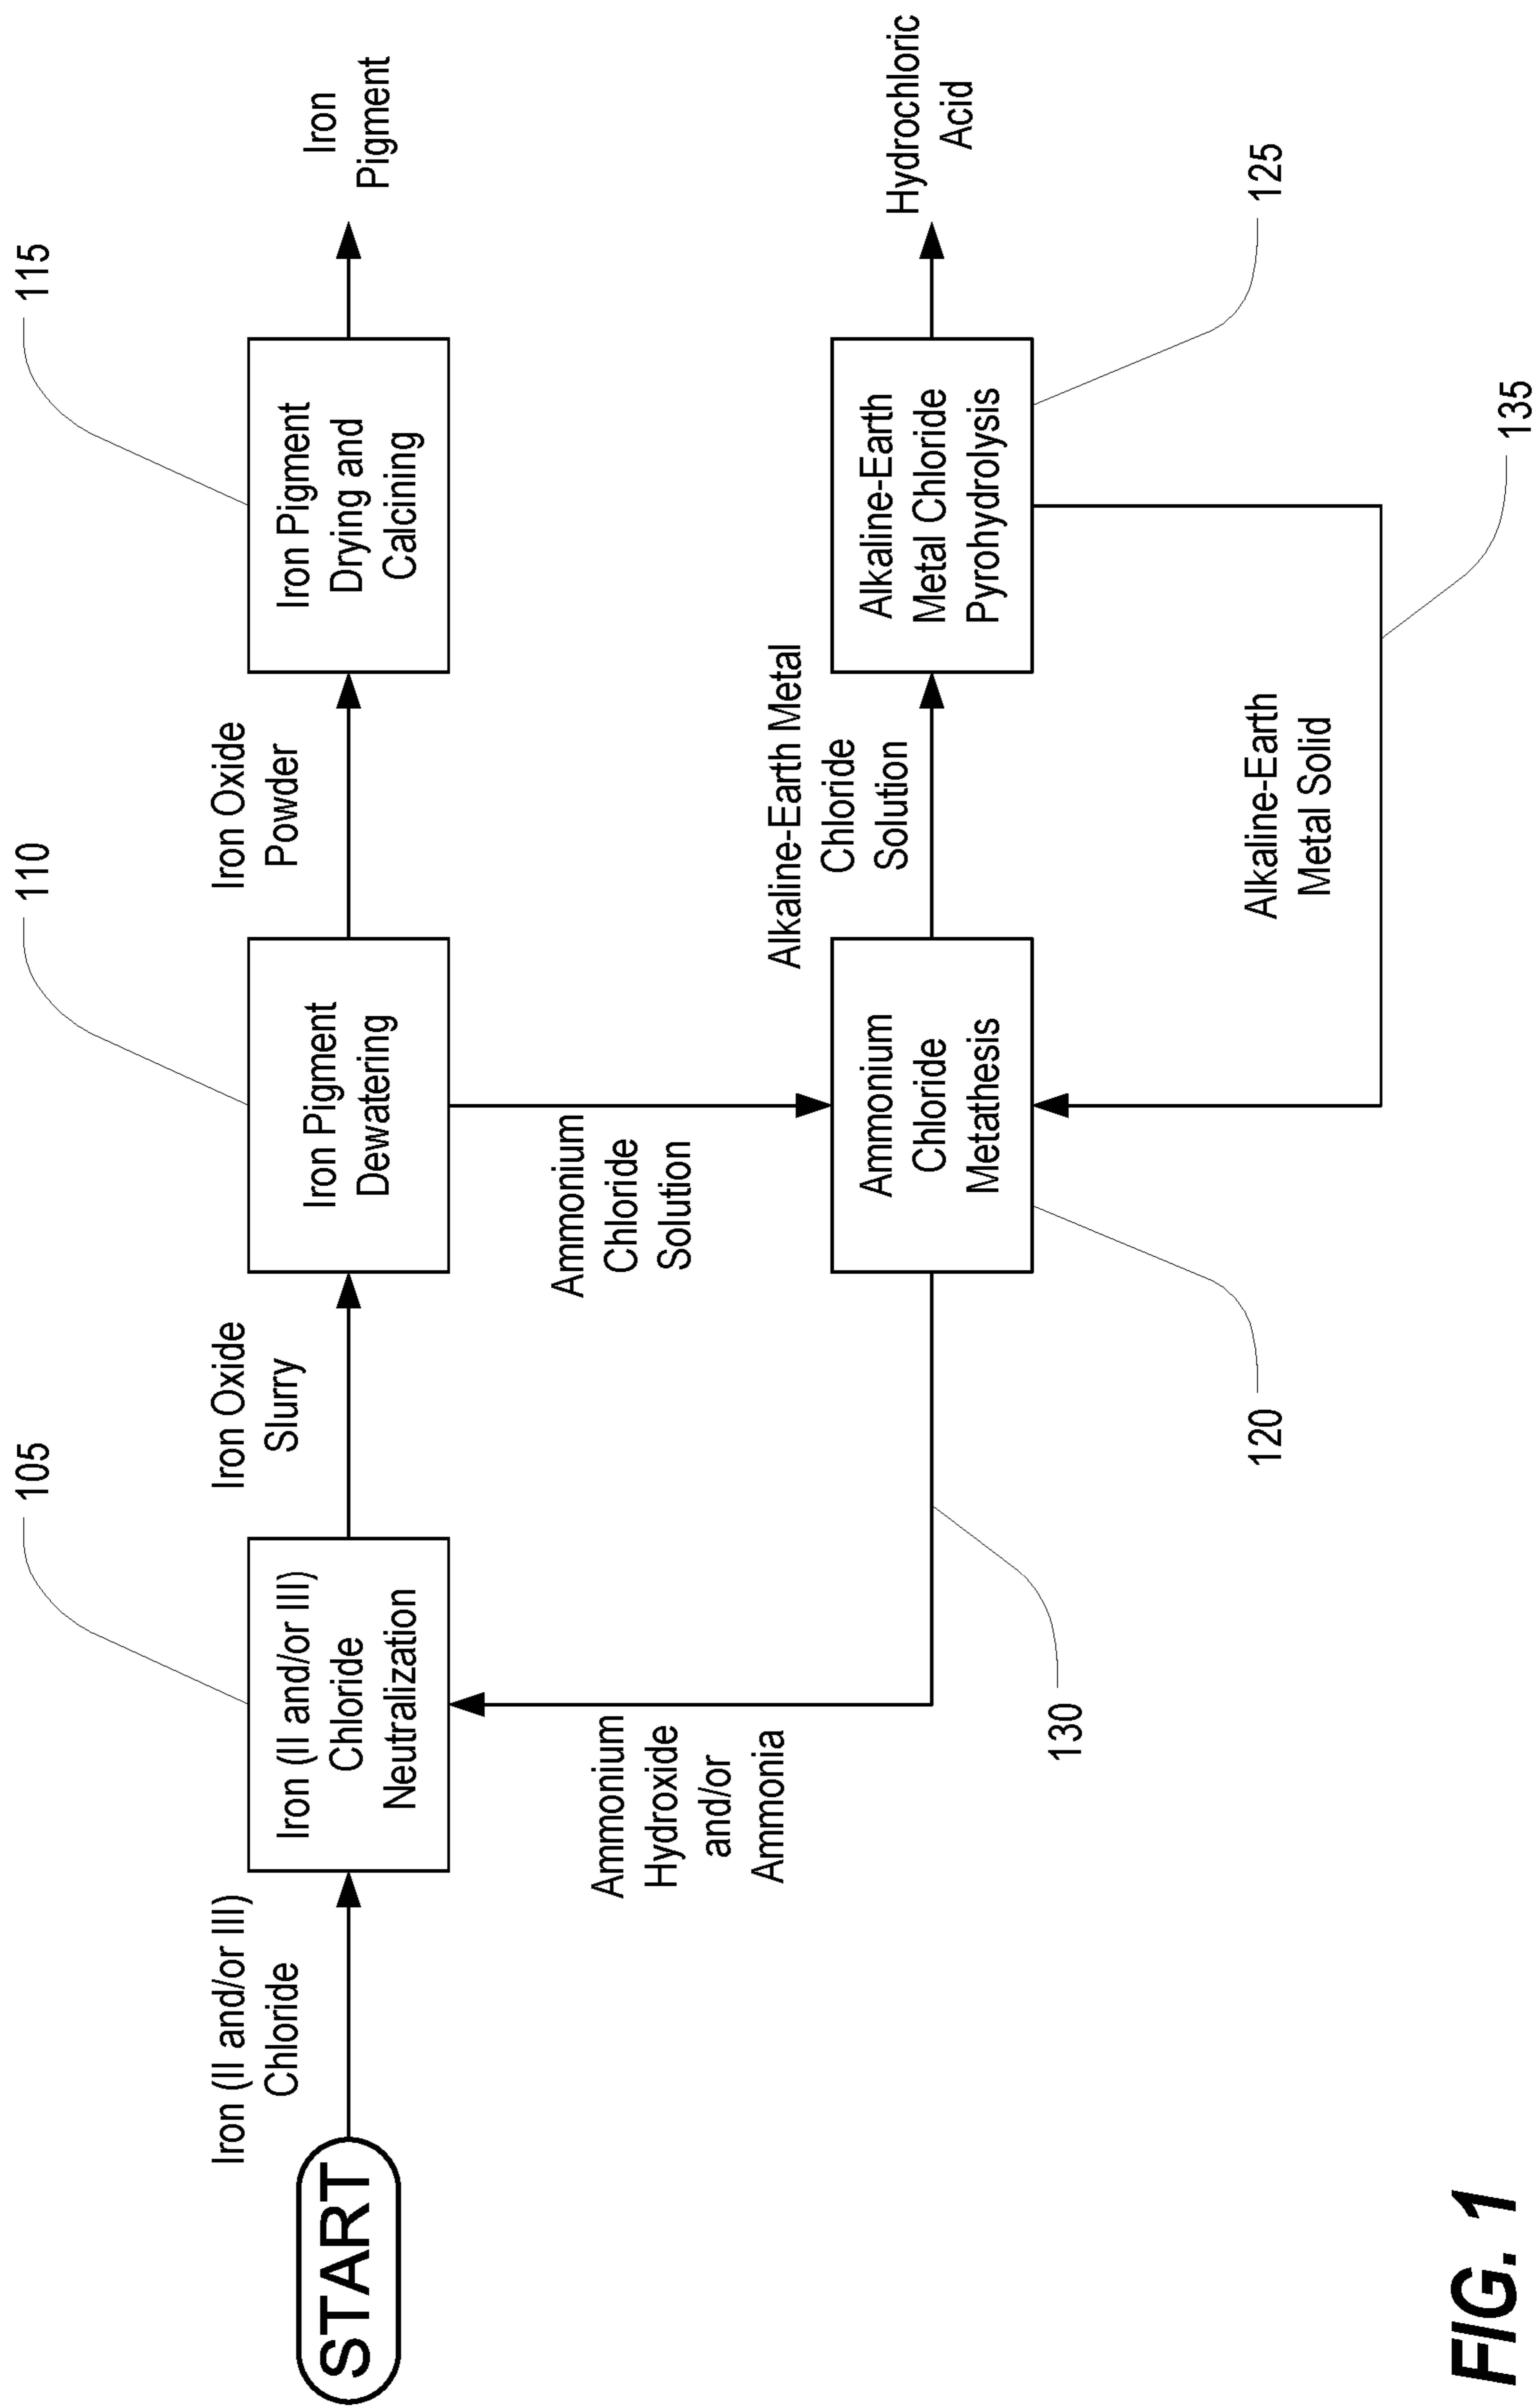 105
110
115
Iron (II and/or III)
Chloride
Iron Oxide
Slurry
Iron Oxide
Powder
Iron
Pigment
START
Iron (II and/or III)
Chloride
Neutralization
Iron Pigment
Dewatering
Iron Pigment
Drying and
Calcining
Ammonium
Hydroxide
and/or
Ammonia
Ammonium
Chloride
Solution
Alkaline-Earth Metal
Chloride
Solution
Hydrochloric
Acid
Ammonium
Chloride
Metathesis
Alkaline-Earth
Metal Chloride
Pyrohydrolysis
130
120
125
Alkaline-Earth
Metal Solid
135
FIG. 1